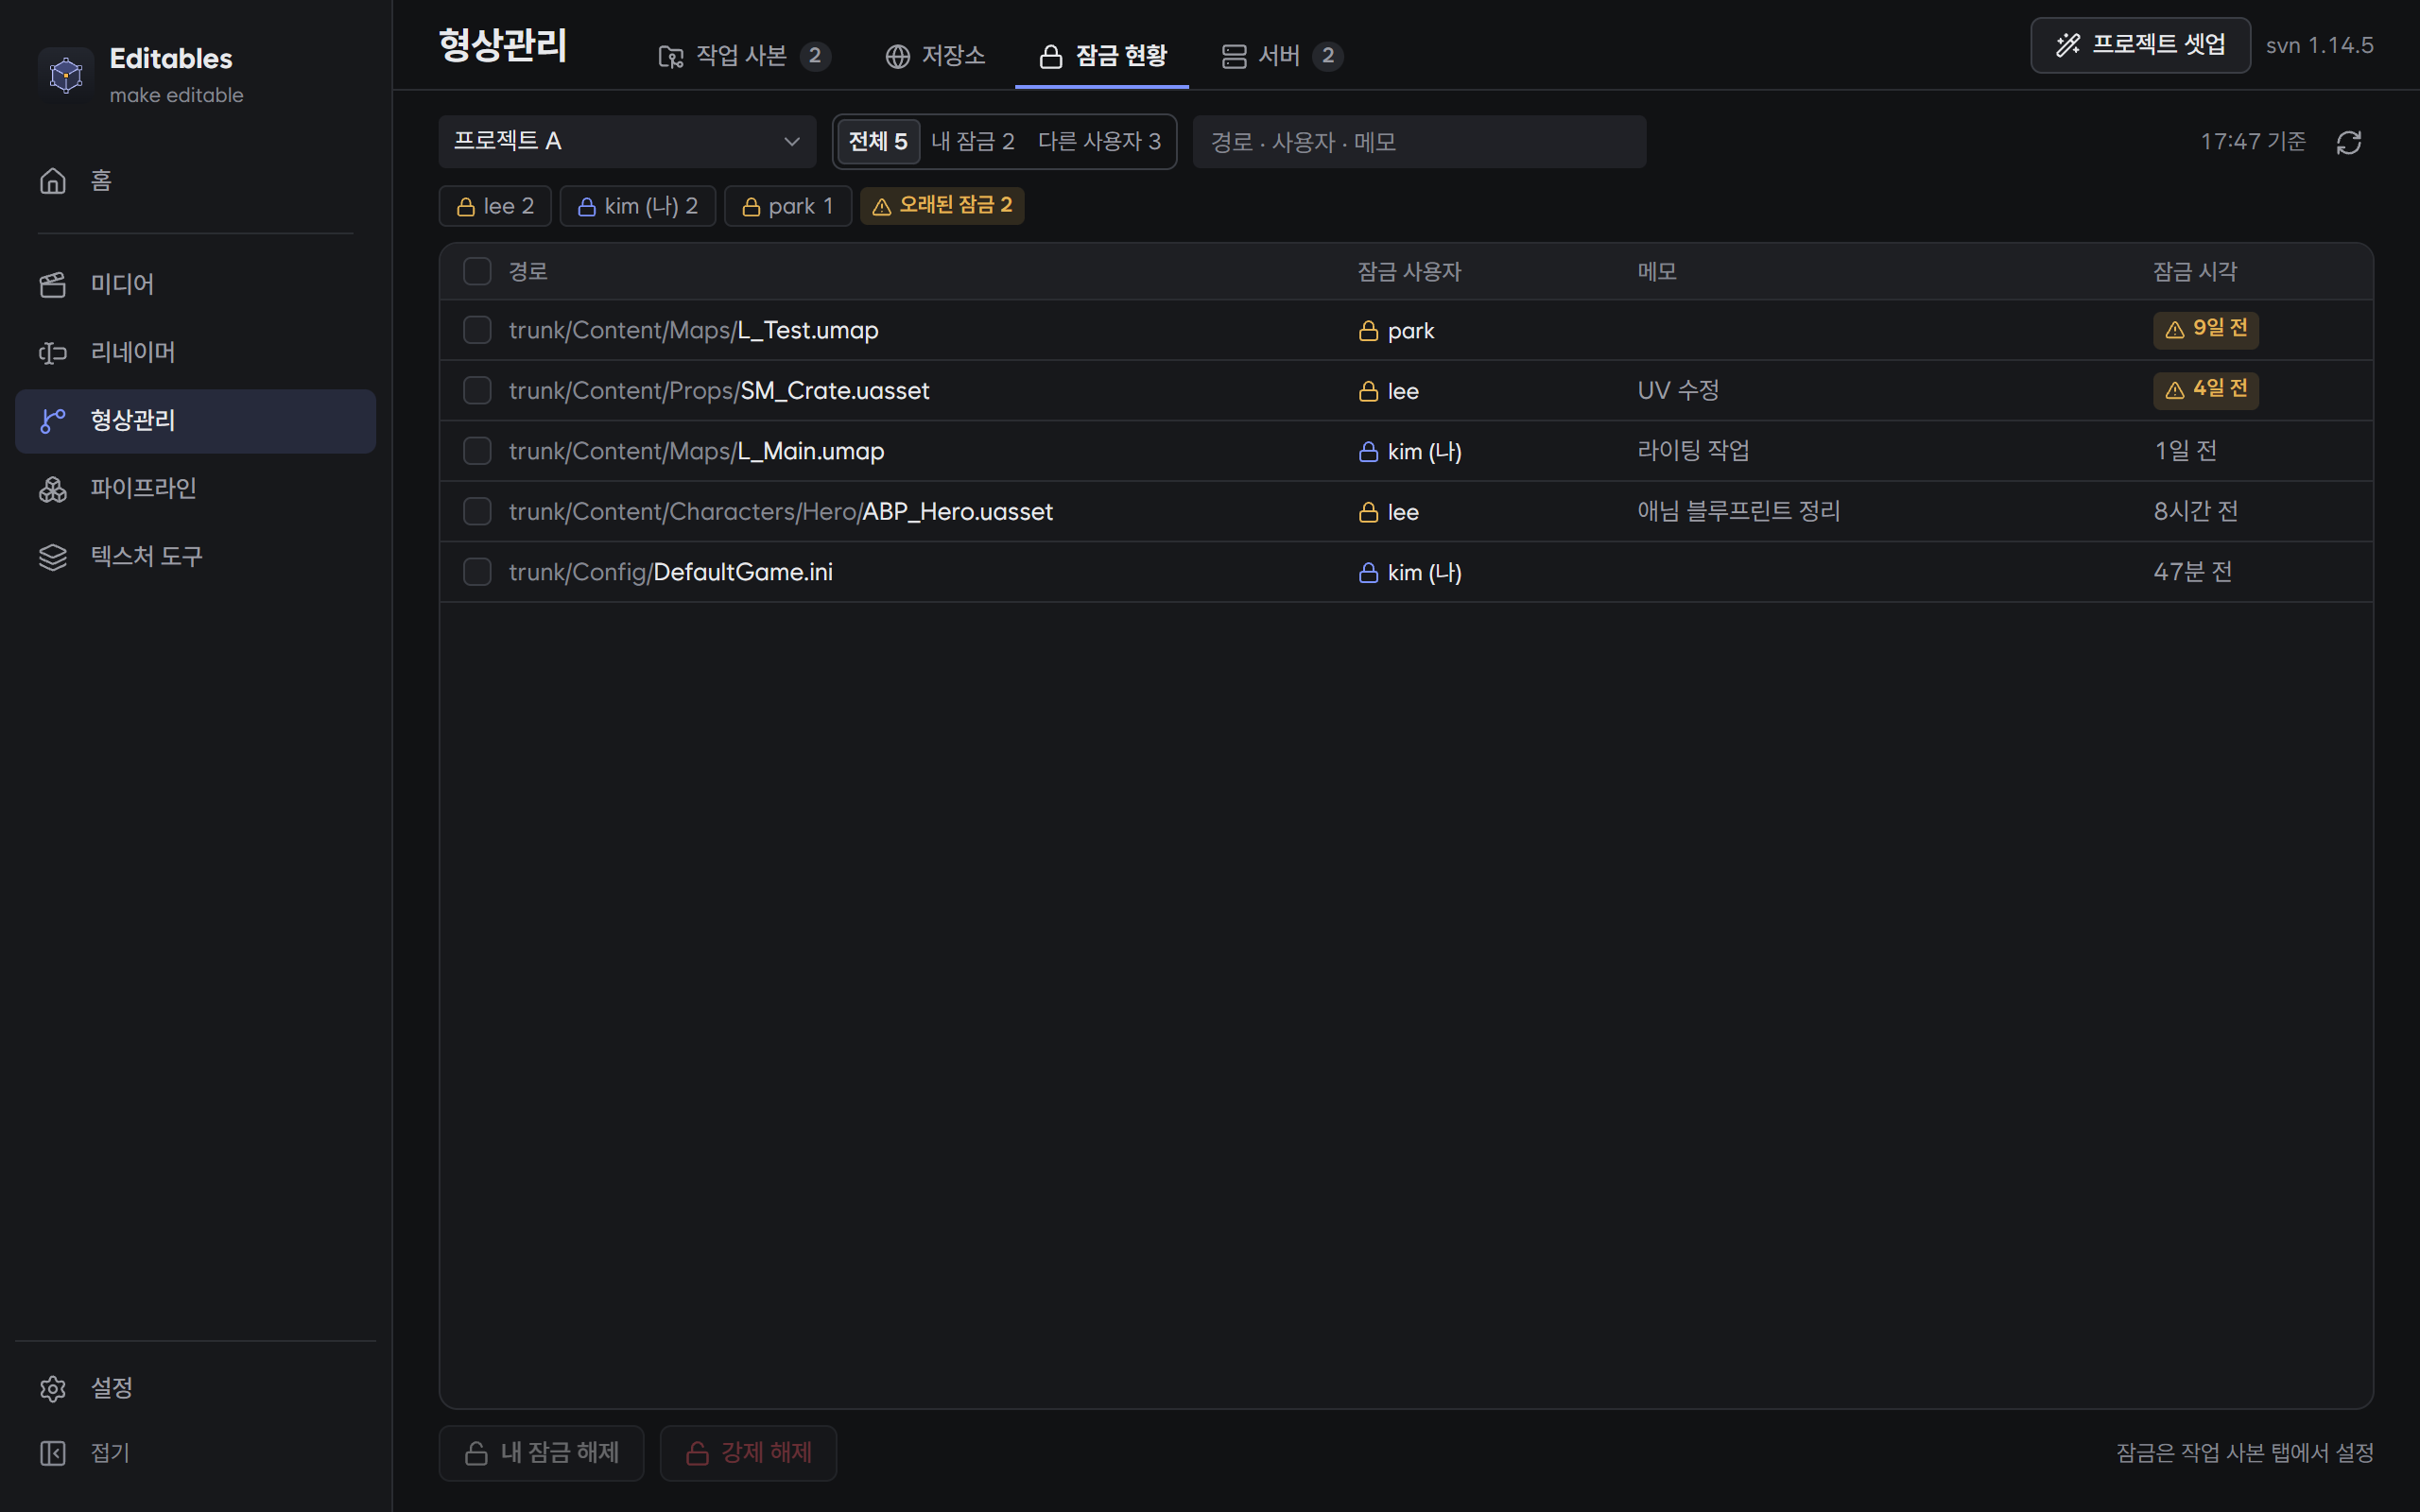 Editables
make editable
홈
미디어
리네이머
형상관리
파이프라인
텍스처 도구
설정
접기
형상관리
작업 사본 2
저장소
잠금 현황
서버 2
프로젝트 셋업
svn 1.14.5
프로젝트 A
전체 5
내 잠금 2
다른 사용자 3
경로 · 사용자 · 메모
17:47 기준
lee 2
kim (나) 2
park 1
오래된 잠금 2
경로 잠금 사용자 메모 잠금 시각
trunk/Content/Maps/L_Test.umap park 9일 전
trunk/Content/Props/SM_Crate.uasset lee UV 수정 4일 전
trunk/Content/Maps/L_Main.umap kim (나) 라이팅 작업 1일 전
trunk/Content/Characters/Hero/ABP_Hero.uasset lee 애님 블루프린트 정리 8시간 전
trunk/Config/DefaultGame.ini kim (나) 47분 전
내 잠금 해제
강제 해제
잠금은 작업 사본 탭에서 설정